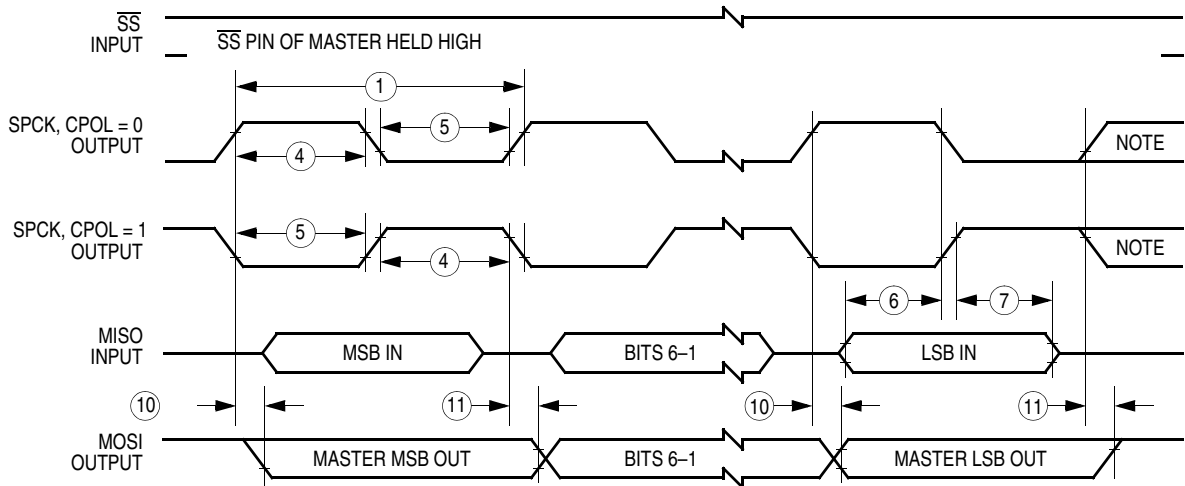 SS
INPUT
SS PIN OF MASTER HELD HIGH
1
SPCK, CPOL = 0
OUTPUT
5
NOTE
4
SPCK, CPOL = 1
OUTPUT
5
NOTE
4
6
7
MISO
INPUT
MSB IN
BITS 6–1
LSB IN
10
11
10
11
MOSI
OUTPUT
MASTER MSB OUT
BITS 6–1
MASTER LSB OUT